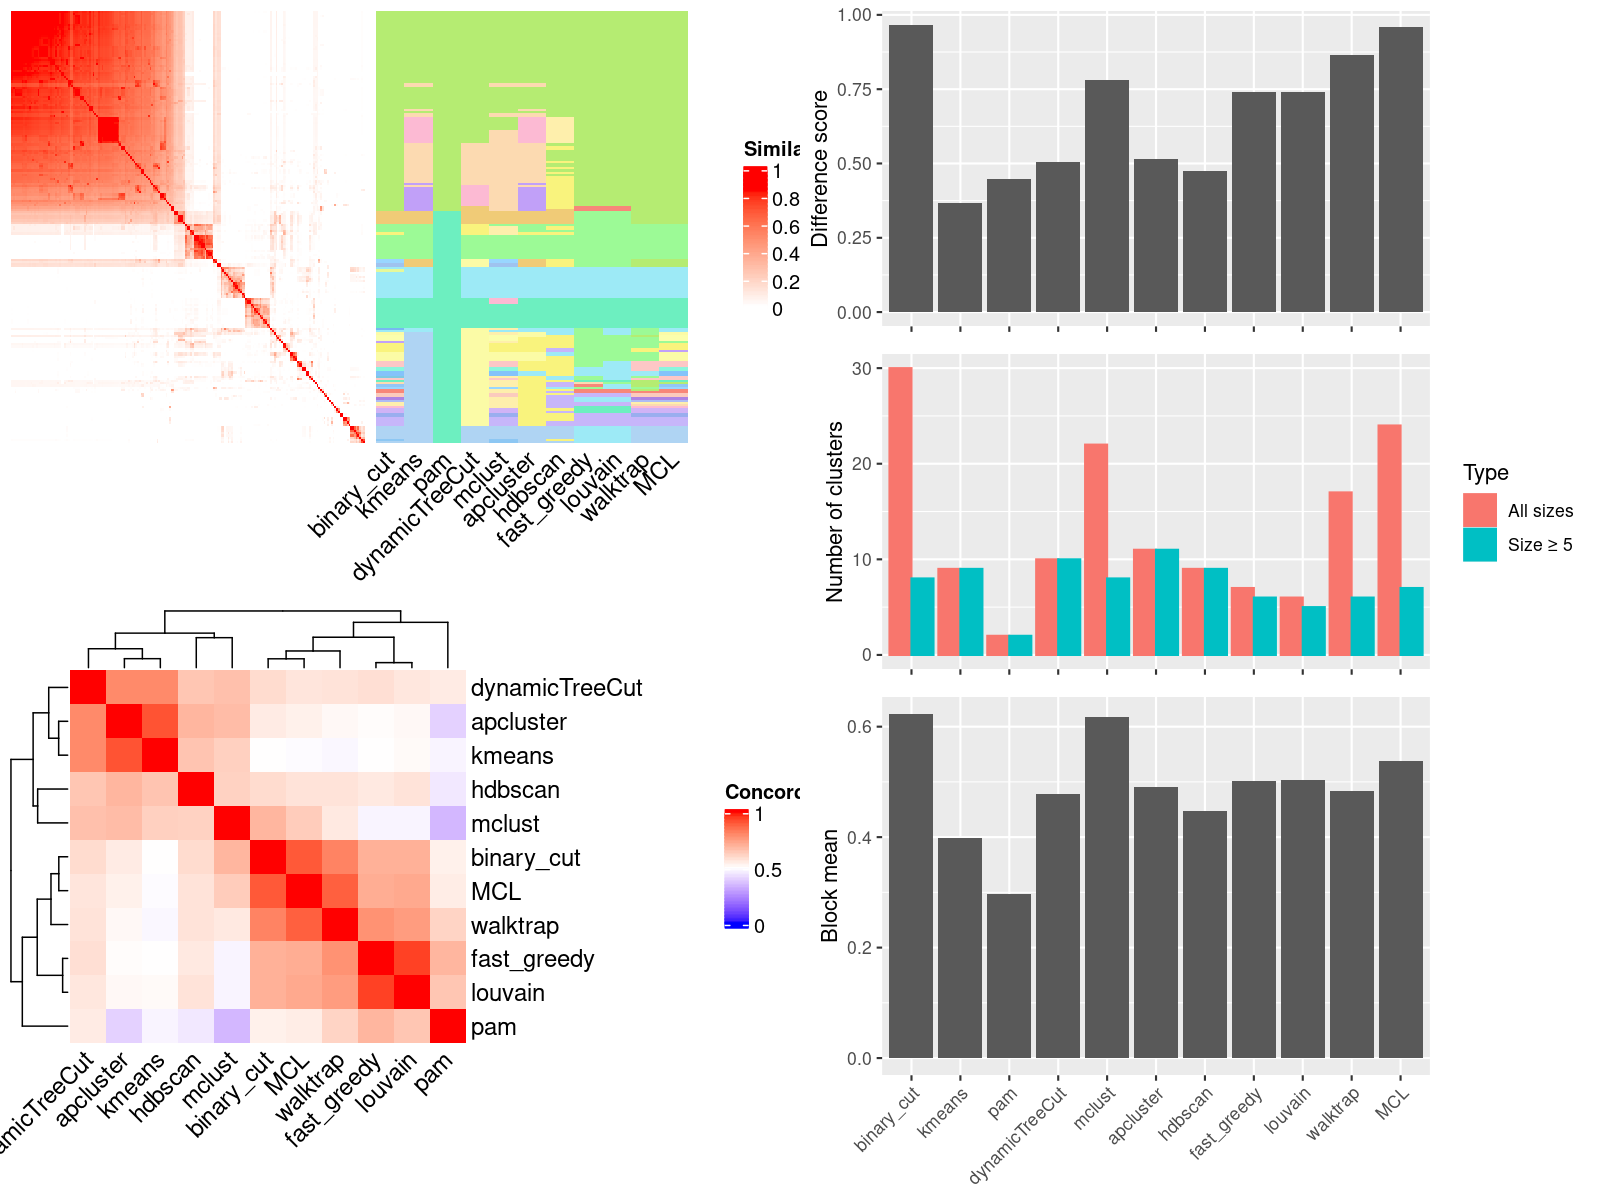 Simila
1
0.8
0.6
0.4
0.2
0
binary_cut
kmeans
pam
dynamicTreeCut
mclust
apcluster
hdbscan
fast_greedy
louvain
walktrap
MCL
dynamicTreeCut
apcluster
kmeans
hdbscan
mclust
binary_cut
MCL
walktrap
fast_greedy
louvain
pam
amicTreeCut
apcluster
kmeans
hdbscan
mclust
binary_cut
MCL
walktrap
fast_greedy
louvain
pam
Conco
1
0.5
0
Difference score
1.00
0.75
0.50
0.25
0.00
Number of clusters
30
20
10
0
Type
All sizes
Size ≥ 5
Block mean
0.6
0.4
0.2
0.0
binary_cut
kmeans
pam
dynamicTreeCut
mclust
apcluster
hdbscan
fast_greedy
louvain
walktrap
MCL